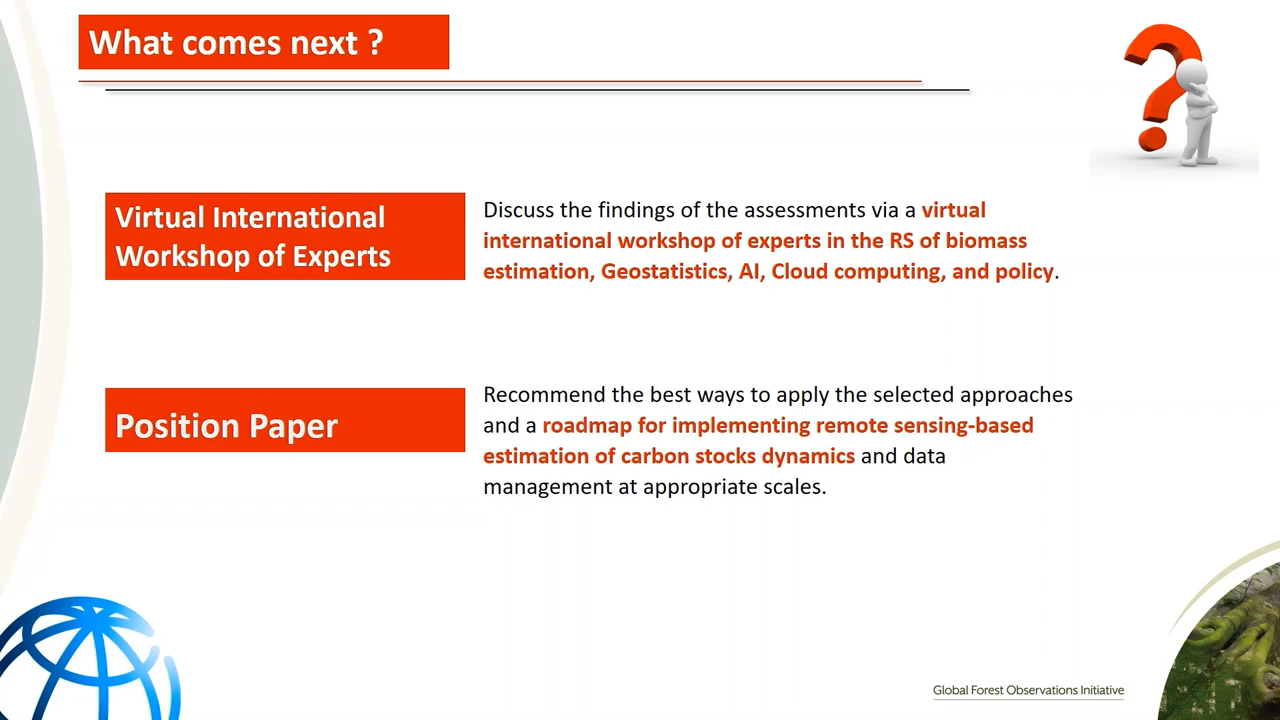 What comes next ?
Virtual International
Workshop of Experts
Discuss the findings of the assessments via a virtual
international workshop of experts in the RS of biomass
estimation, Geostatistics, AI, Cloud computing, and policy.
Position Paper
Recommend the best ways to apply the selected approaches
and a roadmap for implementing remote sensing-based
estimation of carbon stocks dynamics and data
management at appropriate scales.
Global Forest Observations Initiative